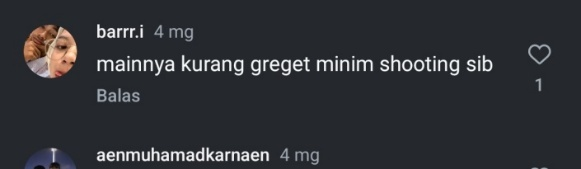 barrr.i 4 mg
mainnya kurang greget minim shooting sib
1
Balas
aenmuhamadkarnaen 4 mg